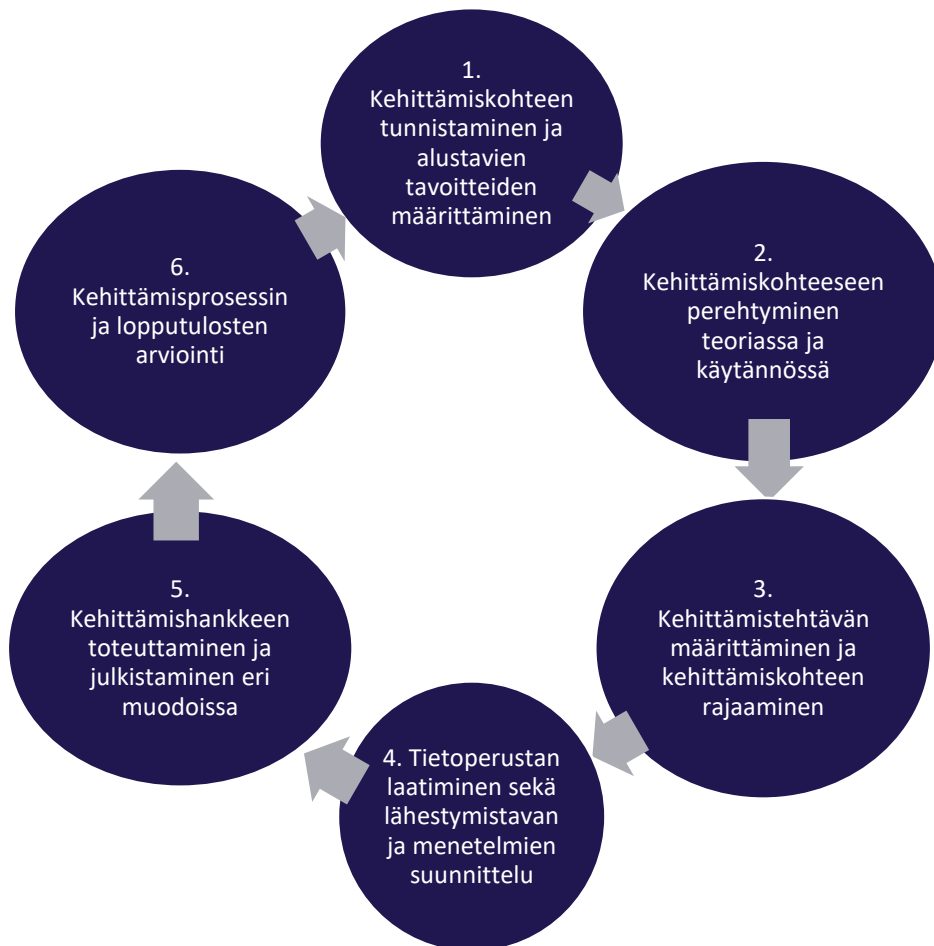 1.
Kehittämiskohteen
tunnistaminen ja
alustavien
tavoitteiden
määrittäminen
2.
Kehittämiskohteeseen
perehtyminen
teoriassa ja
käytännössä
3.
Kehittämistehtävän
määrittäminen ja
kehittämiskohteen
rajaaminen
4. Tietoperustan
laatiminen sekä
lähestymistavan
ja menetelmien
suunnittelu
5.
Kehittämishankkeen
toteuttaminen ja
julkistaminen eri
muodoissa
6.
Kehittämisprosessin
ja lopputulosten
arviointi